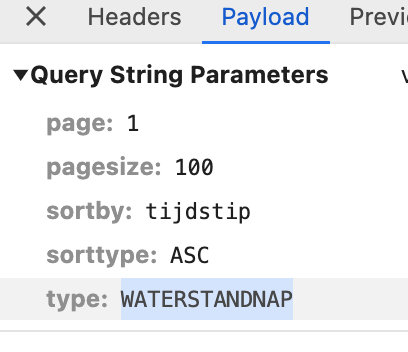 Headers Payload Previ
Query String Parameters
page: 1
pagesize: 100
sortby: tijdstip
sorttype: ASC
type: WATERSTANDNAP